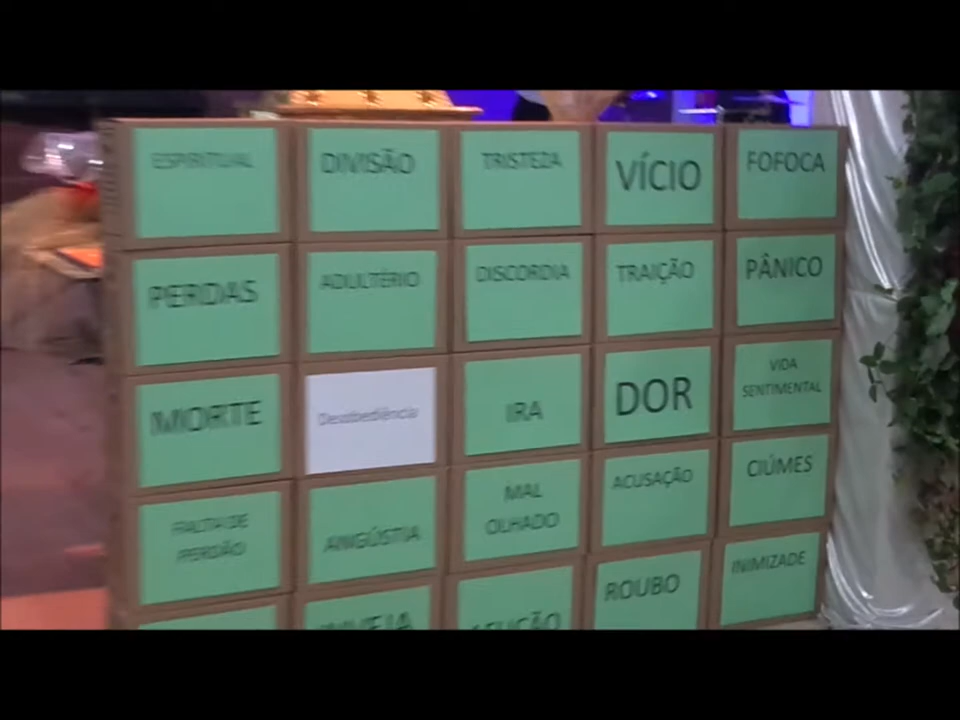 ESPIRITUAL
DIVISÃO
TRISTEZA
VÍCIO
FOFOCA
PERDAS
ADULTÉRIO
DISCORDIA
TRAIÇÃO
PÂNICO
MORTE
Desobediência
IRA
DOR
VIDA
SENTIMENTAL
FALTA DE
PERDÃO
ANGÚSTIA
MAL
OLHADO
ACUSAÇÃO
CIÚMES
INVEJA
ROUBO
INIMIZADE